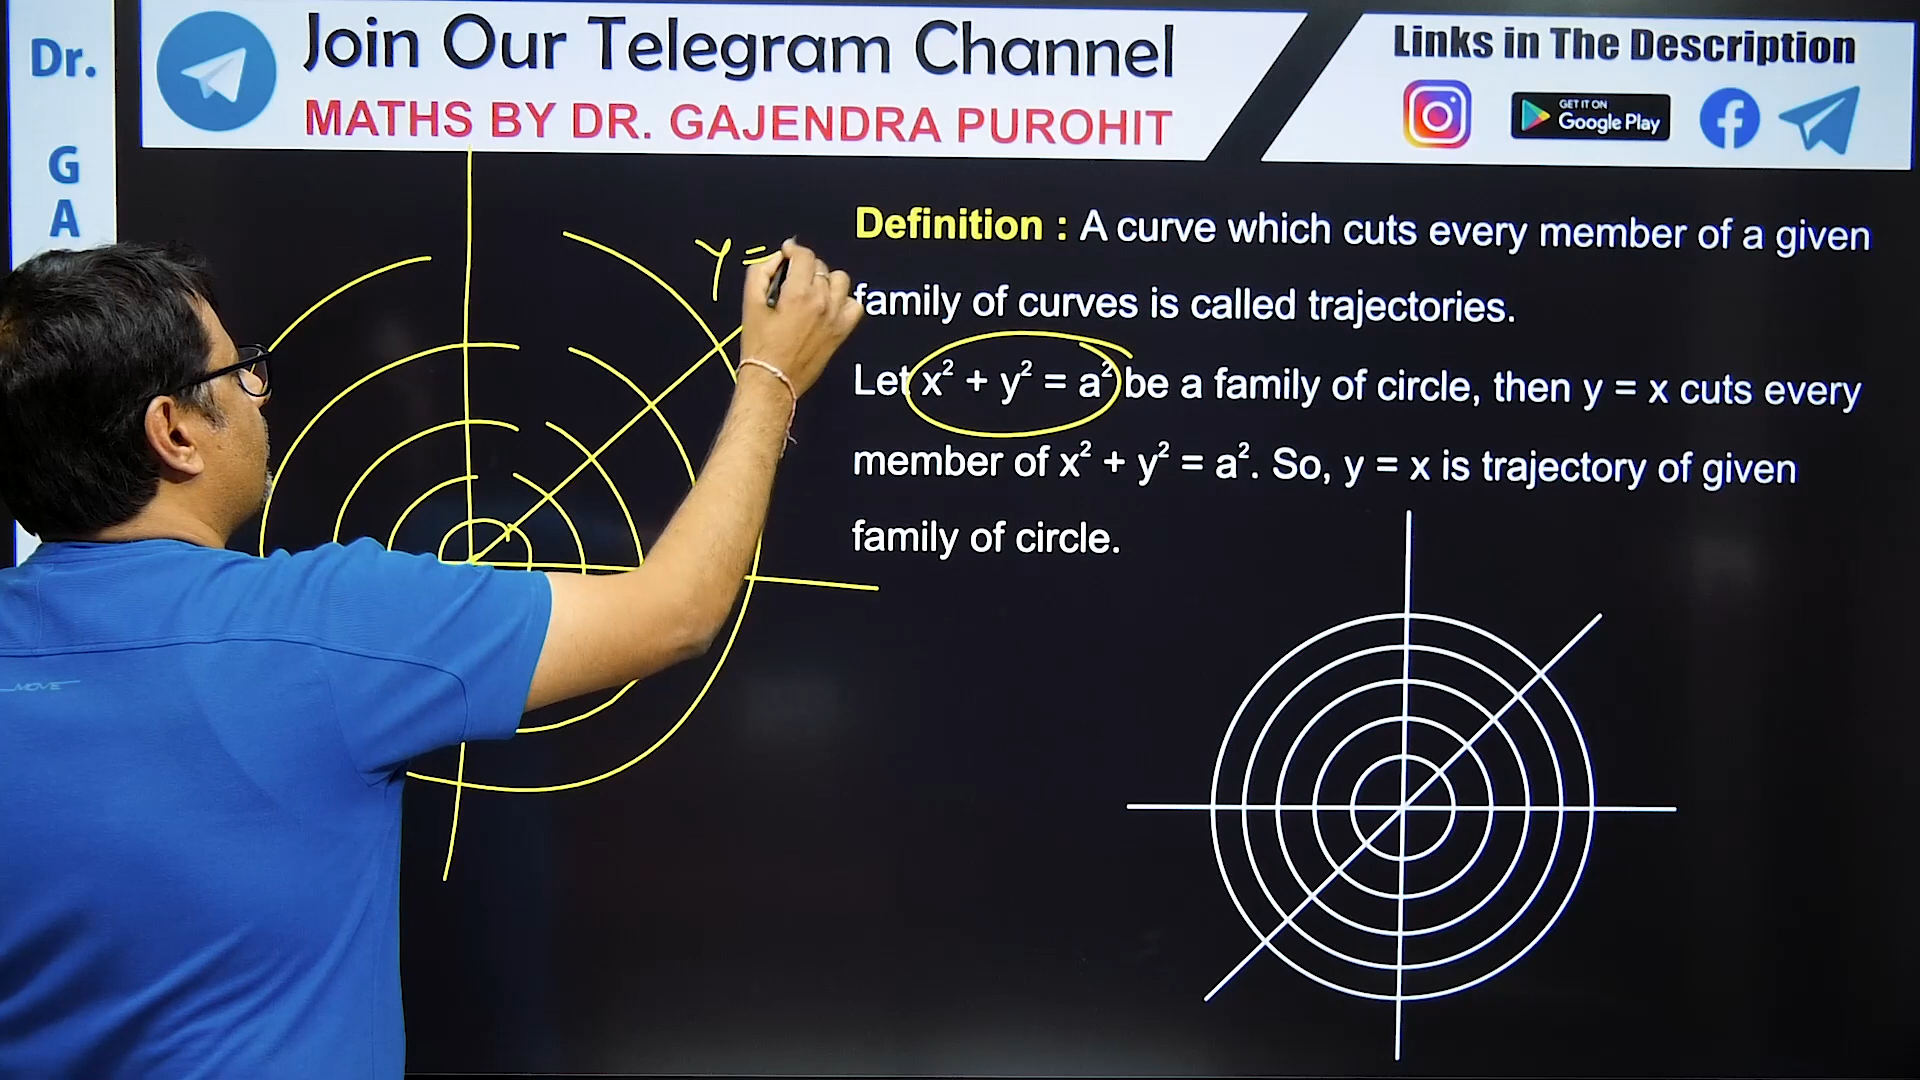 Dr.
G
A
Join Our Telegram Channel
MATHS BY DR. GAJENDRA PUROHIT
Links in The Description
GET IT ON
Google Play
y =
Definition : A curve which cuts every member of a given
family of curves is called trajectories.
Let x² + y² = a² be a family of circle, then y = x cuts every
member of x² + y² = a². So, y = x is trajectory of given
family of circle.
MOVE